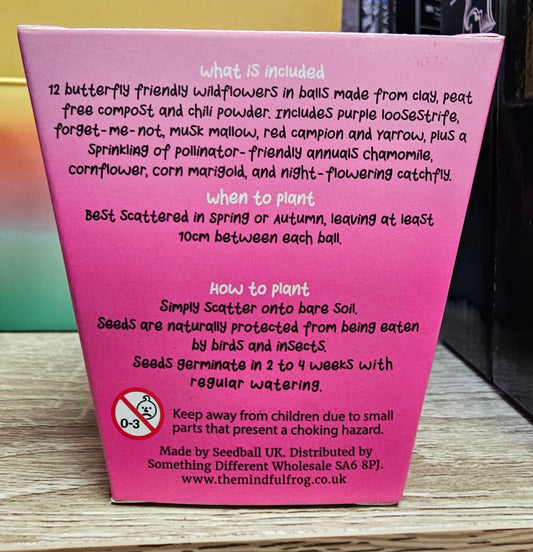 what is included
12 butterfly friendly wildflowers in balls made from clay, peat
free compost and chili powder. Includes purple loosestrife,
forget-me-not, musk mallow, red campion and yarrow, plus a
sprinkling of pollinator-friendly annuals chamomile,
cornflower, corn marigold, and night-flowering catchfly.
when to plant
Best scattered in spring or Autumn, leaving at least
10cm between each ball.
How to plant
Simply scatter onto bare soil.
Seeds are naturally protected from being eaten
by birds and insects.
Seeds germinate in 2 to 4 weeks with
regular watering.
0-3
Keep away from children due to small
parts that present a choking hazard.
Made by Seedball UK. Distributed by
Something Different Wholesale SA6 8PJ.
www.themindfulfrog.co.uk